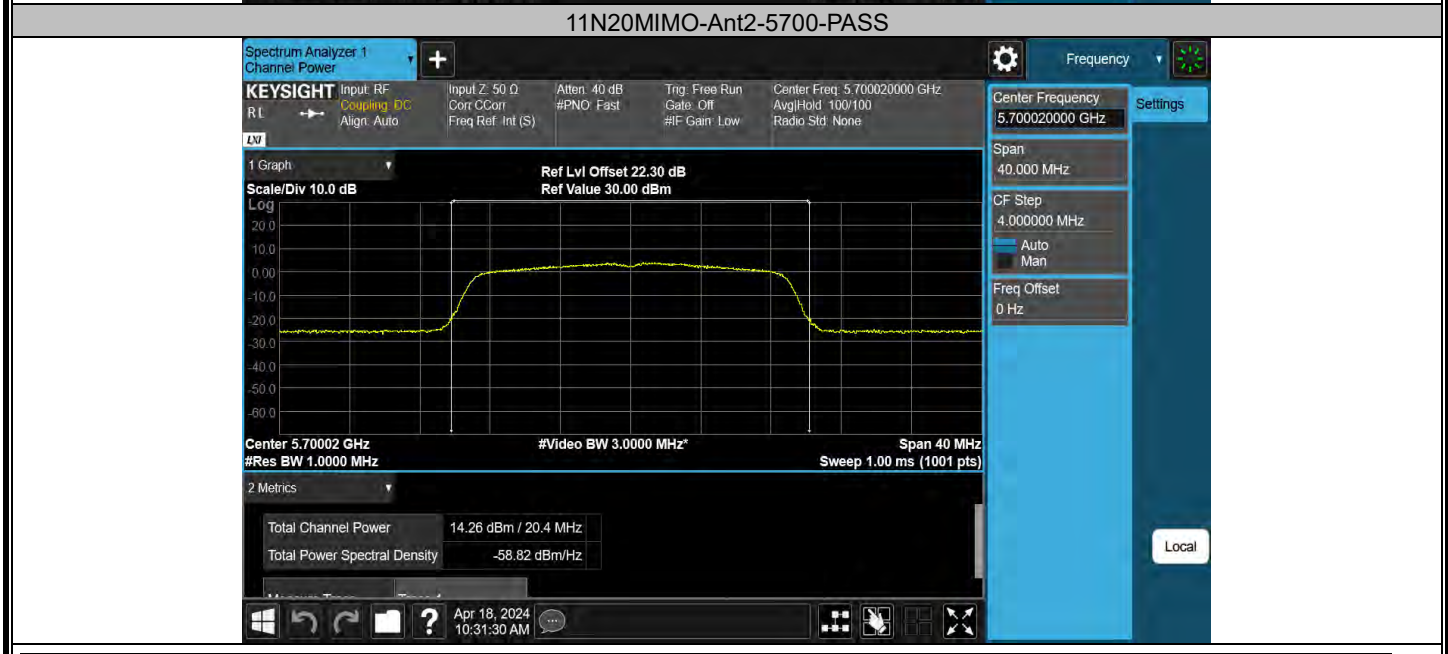 11N20MIMO-Ant2-5700-PASS
Spectrum Analyzer 1
Channel Power
Frequency
KEYSIGHT
RL
LXI
Input: RF
Coupling: DC
Align: Auto
Input Z: 50 Ω
Corr CCorr
Freq Ref: Int (S)
Atten: 40 dB
#PNO: Fast
Trig: Free Run
Gate: Off
#IF Gain: Low
Center Freq: 5.700020000 GHz
Avg|Hold: 100/100
Radio Std: None
Center Frequency
5.700020000 GHz
Settings
Span
40.000 MHz
CF Step
4.000000 MHz
Auto
Man
Freq Offset
0 Hz
1 Graph
Scale/Div 10.0 dB
Ref Lvl Offset 22.30 dB
Ref Value 30.00 dBm
Log
20.0
10.0
0.00
-10.0
-20.0
-30.0
-40.0
-50.0
-60.0
Center 5.70002 GHz
#Video BW 3.0000 MHz*
Span 40 MHz
#Res BW 1.0000 MHz
Sweep 1.00 ms (1001 pts)
2 Metrics
Total Channel Power 14.26 dBm / 20.4 MHz
Total Power Spectral Density -58.82 dBm/Hz
Local
?
Apr 18, 2024
10:31:30 AM